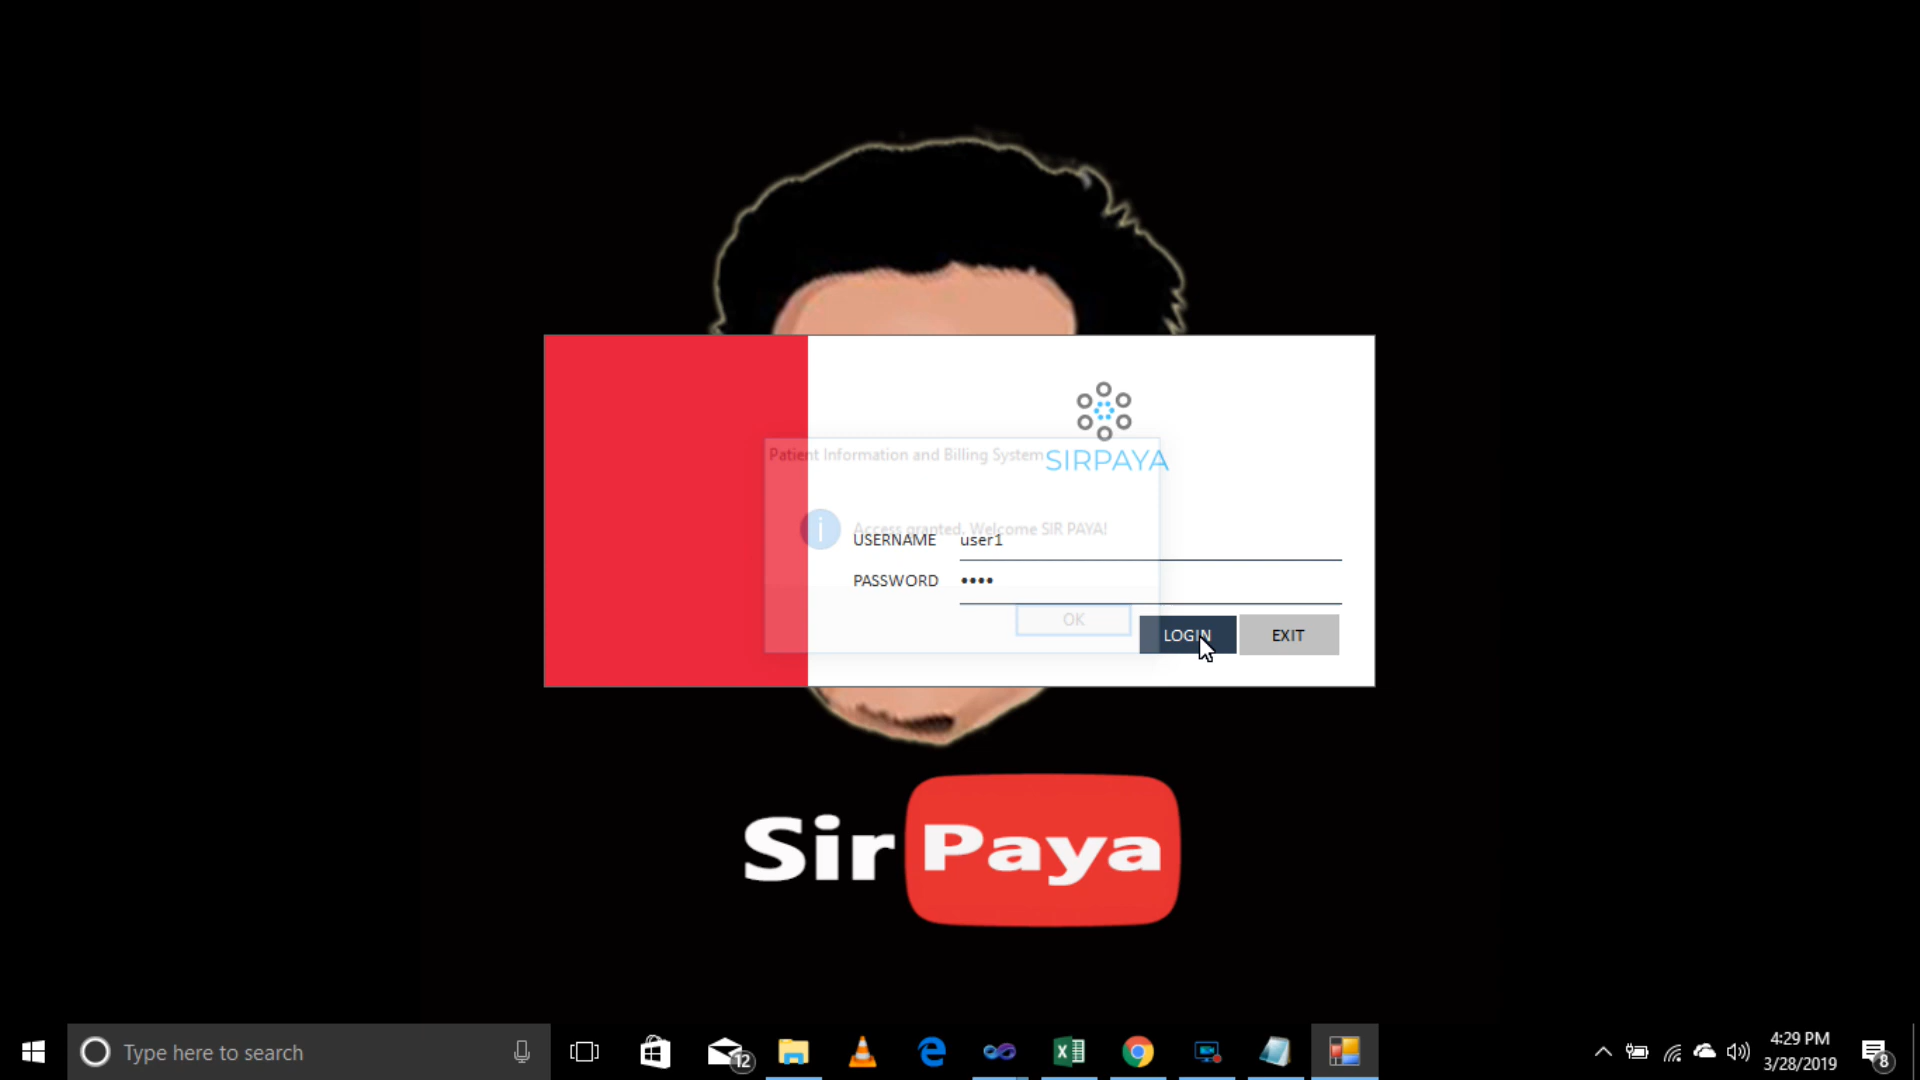 SIRPAYA
Patient Information and Billing System
Access granted. Welcome SIR PAYA!
USERNAME user1
PASSWORD ••••
OK
LOGIN EXIT
Sir Paya
Type here to search
12
4:29 PM
3/28/2019
8